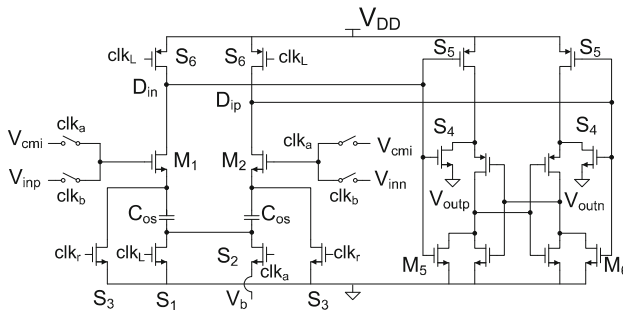 V_DD
clk_L S_6 S_6 clk_L S_5 S_5
D_in
D_ip
clk_a clk_a S_4 S_4
V_cmi V_cmi
M_1 M_2
V_inp V_inn
clk_b clk_b
V_outp V_outn
C_os C_os
clk_r clk_L S_2 clk_a clk_r M_5 M_6
S_3 S_1 V_b S_3